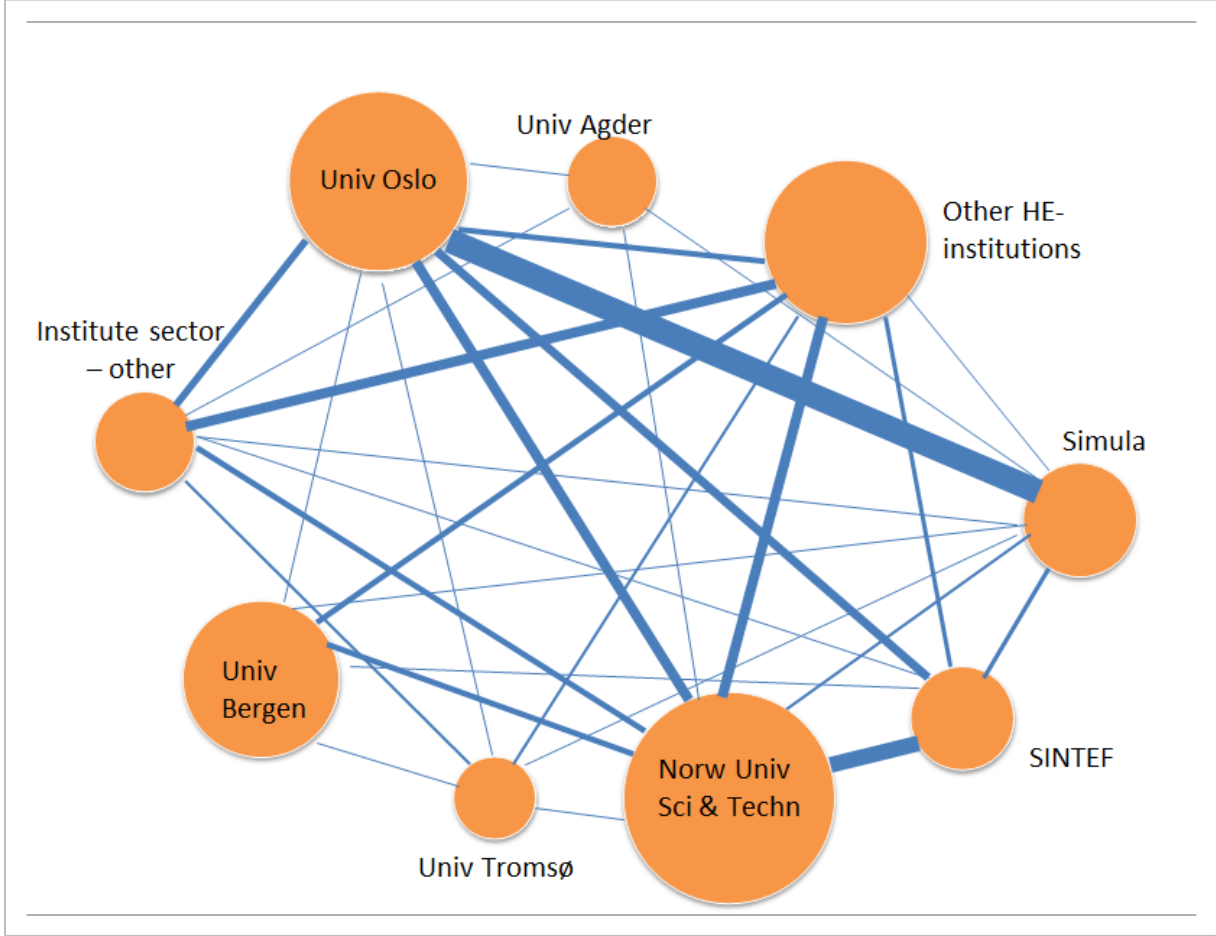 Univ Agder
Univ Oslo
Other HE-
institutions
Institute sector
– other
Simula
Univ
Bergen
Norw Univ
Sci & Techn
SINTEF
Univ Tromsø